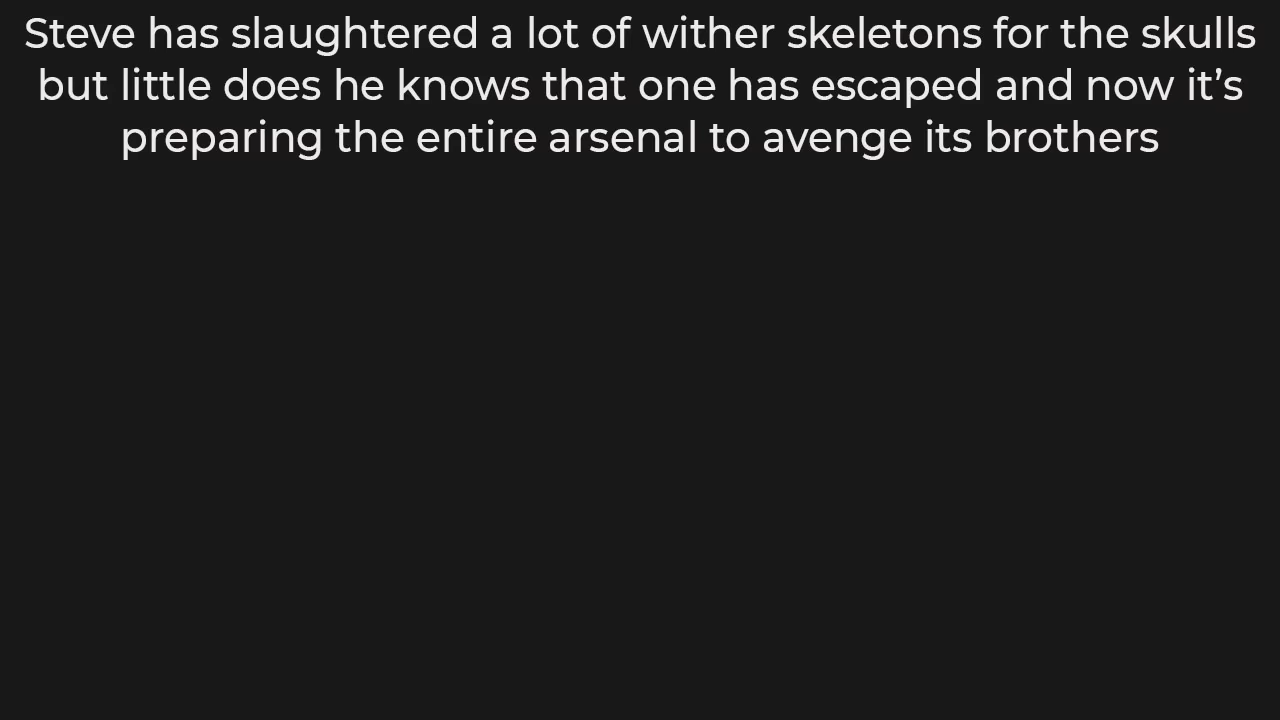 Steve has slaughtered a lot of wither skeletons for the skulls
but little does he knows that one has escaped and now it’s
preparing the entire arsenal to avenge its brothers